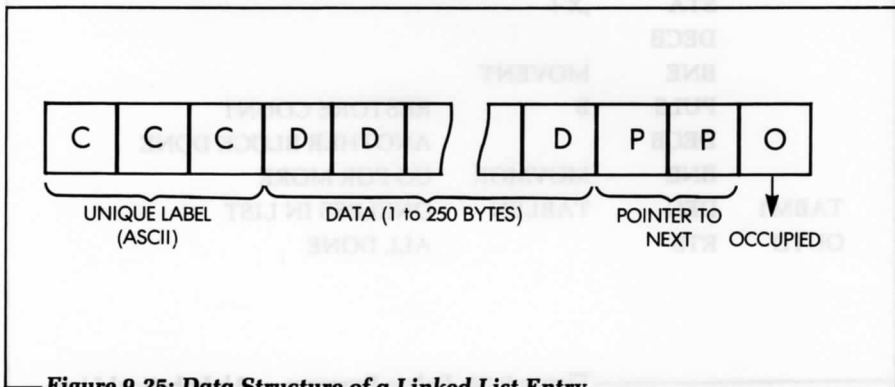 C C C D D D P P O
UNIQUE LABEL DATA (1 to 250 BYTES) POINTER TO
(ASCII) NEXT OCCUPIED
Figure 9.25: Data Structure of a Linked List Entry